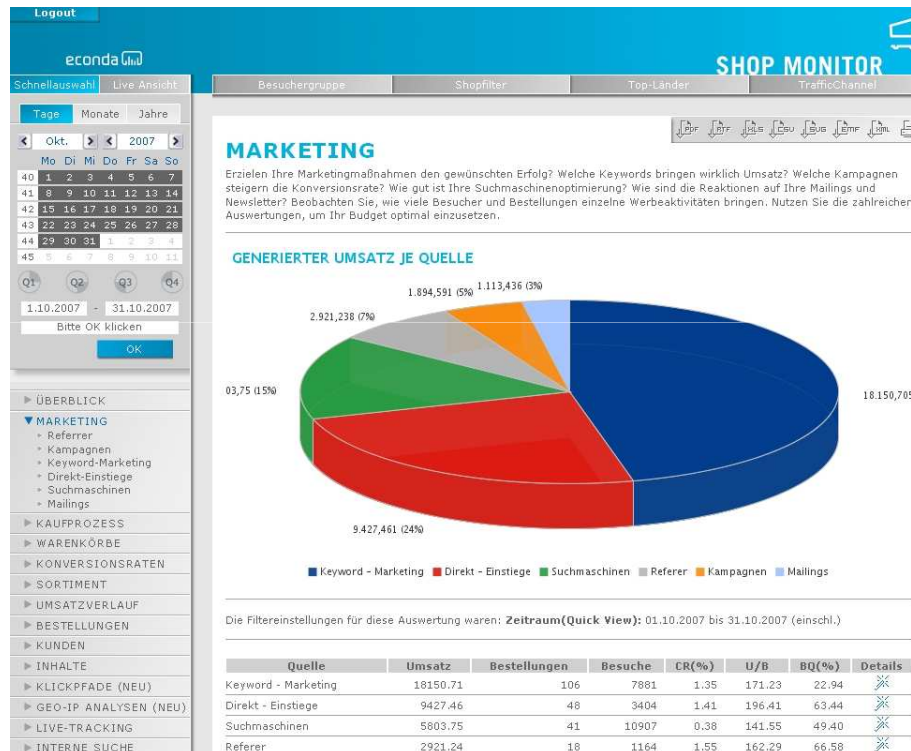 Logout
econda
SHOP MONITOR
Schnellauswahl Live Ansicht
Besuchergruppe Shopfilter Top-Länder TrafficChannel
Tage Monate Jahre
Okt. 2007
Mo Di Mi Do Fr Sa So
40 1 2 3 4 5 6 7
41 8 9 10 11 12 13 14
42 15 16 17 18 19 20 21
43 22 23 24 25 26 27 28
44 29 30 31 1 2 3 4
45 5 6 7 8 9 10 11
Q1 Q2 Q3 Q4
1.10.2007 - 31.10.2007
Bitte OK klicken
OK
ÜBERBLICK
MARKETING
Referrer
Kampagnen
Keyword-Marketing
Direkt-Einstiege
Suchmaschinen
Mailings
KAUFPROZESS
WARENKÖRBE
KONVERSIONSRATEN
SORTIMENT
UMSATZVERLAUF
BESTELLUNGEN
KUNDEN
INHALTE
KLICKPFADE (NEU)
GEO-IP ANALYSEN (NEU)
LIVE-TRACKING
INTERNE SUCHE
PDF RTF XLS CSV SVG EMF XML
MARKETING
Erzielen Ihre Marketingmaßnahmen den gewünschten Erfolg? Welche Keywords bringen wirklich Umsatz? Welche Kampagnen
steigern die Konversionsrate? Wie gut ist Ihre Suchmaschinenoptimierung? Wie sind die Reaktionen auf Ihre Mailings und
Newsletter? Beobachten Sie, wie viele Besucher und Bestellungen einzelne Werbeaktivitäten bringen. Nutzen Sie die zahlreichen
Auswertungen, um Ihr Budget optimal einzusetzen.
GENERIERTER UMSATZ JE QUELLE
1.894,591 (5%) 1.113,436 (3%)
2.921,238 (7%)
03,75 (15%)
18.150,705
9.427,461 (24%)
Keyword - Marketing Direkt - Einstiege Suchmaschinen Referer Kampagnen Mailings
Die Filtereinstellungen für diese Auswertung waren: Zeitraum(Quick View): 01.10.2007 bis 31.10.2007 (einschl.)
Quelle Umsatz Bestellungen Besuche CR(%) U/B BQ(%) Details
Keyword - Marketing 18150.71 106 7881 1.35 171.23 22.94
Direkt - Einstiege 9427.46 48 3404 1.41 196.41 63.44
Suchmaschinen 5803.75 41 10907 0.38 141.55 49.40
Referer 2921.24 18 1164 1.55 162.29 66.58